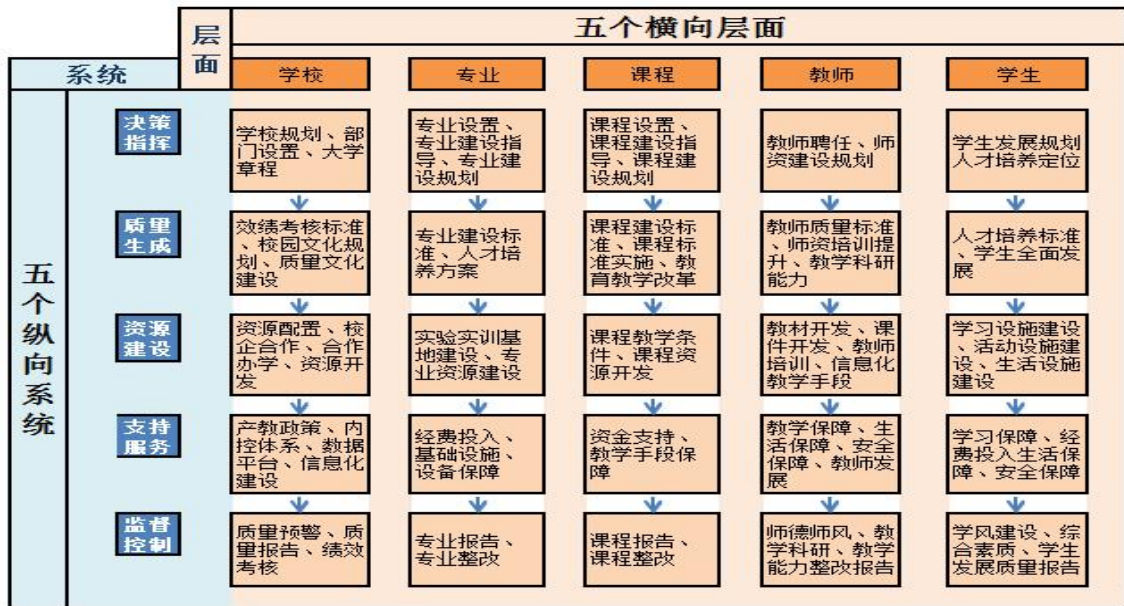 五个横向层面
层
面
系统
学校
专业
课程
教师
学生
五
个
纵
向
系
统
决策
指挥
学校规划、部
门设置、大学
章程
专业设置、
专业建设指
导、专业建
设规划
课程设置、
课程建设指
导、课程建
设规划
教师聘任、师
资建设规划
学生发展规划
人才培养定位
质量
生成
效绩考核标准
、校园文化规
划、质量文化
建设
专业建设标
准、人才培
养方案
课程建设标
准、课程标
准实施、教
育教学改革
教师质量标准
、师资培训提
升、教学科研
能力
人才培养标准
、学生全面发
展
资源
建设
资源配置、校
企合作、合作
办学、资源开
发
实验实训基
地建设、专
业资源建设
课程教学条
件、课程资
源开发
教材开发、课
件开发、教师
培训、信息化
教学手段
学习设施建设
、活动设施建
设、生活设施
建设
支持
服务
产教政策、内
控体系、数据
平台、信息化
建设
经费投入、
基础设施、
设备保障
资金支持、
教学手段保
障
教学保障、生
活保障、安全
保障、教师发
展
学习保障、经
费投入生活保
障、安全保障
监督
控制
质量预警、质
量报告、绩效
考核
专业报告、
专业整改
课程报告、
课程整改
师德师风、教
学科研、教学
能力整改报告
学风建设、综
合素质、学生
发展质量报告